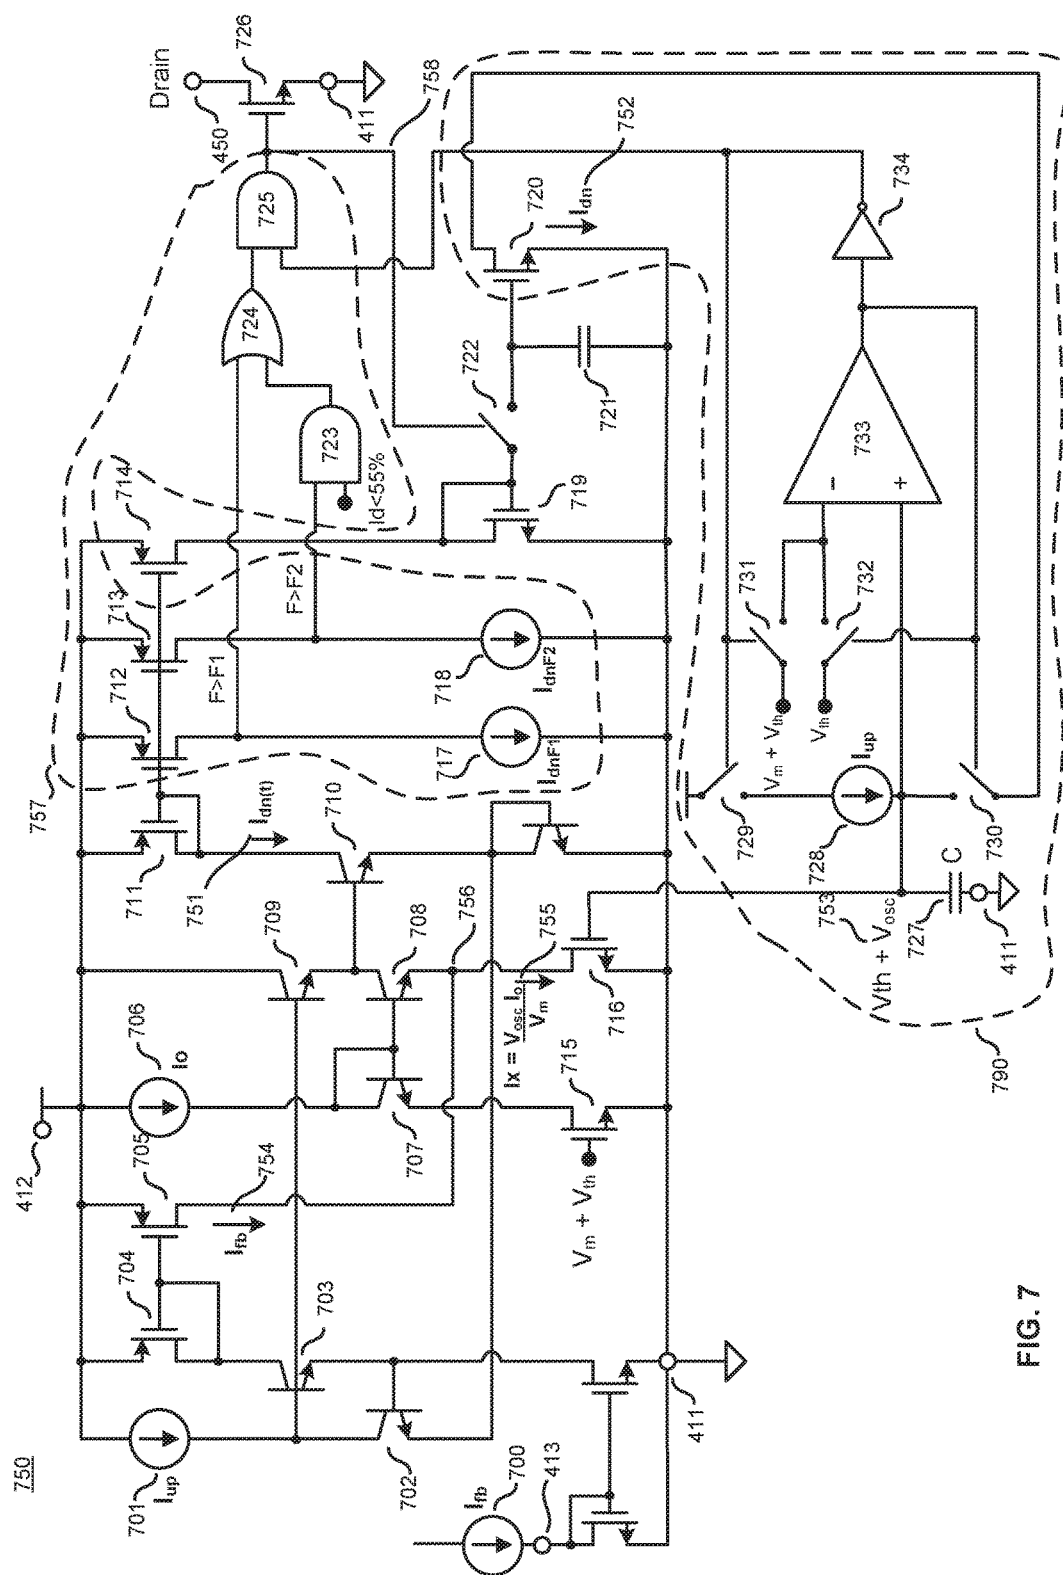 750
412
Drain
450
726
411
758
757
F>F1
F>F2
Id<55%
725
724
723
722
721
720
719
752
Idn
714
713
712
711
751
Idn(t)
710
709
708
707
706
Io
705
754
Ifb
704
703
702
701
Iup
756
755
Ix = Vosc Io
Vm
716
715
Vm + Vth
717
IdnF1
718
IdnF2
700
Ifb
413
411
734
733
−
+
731
732
Vm + Vth
Vth
729
728
Iup
730
753
Vth + Vosc
727
C
411
790
FIG. 7